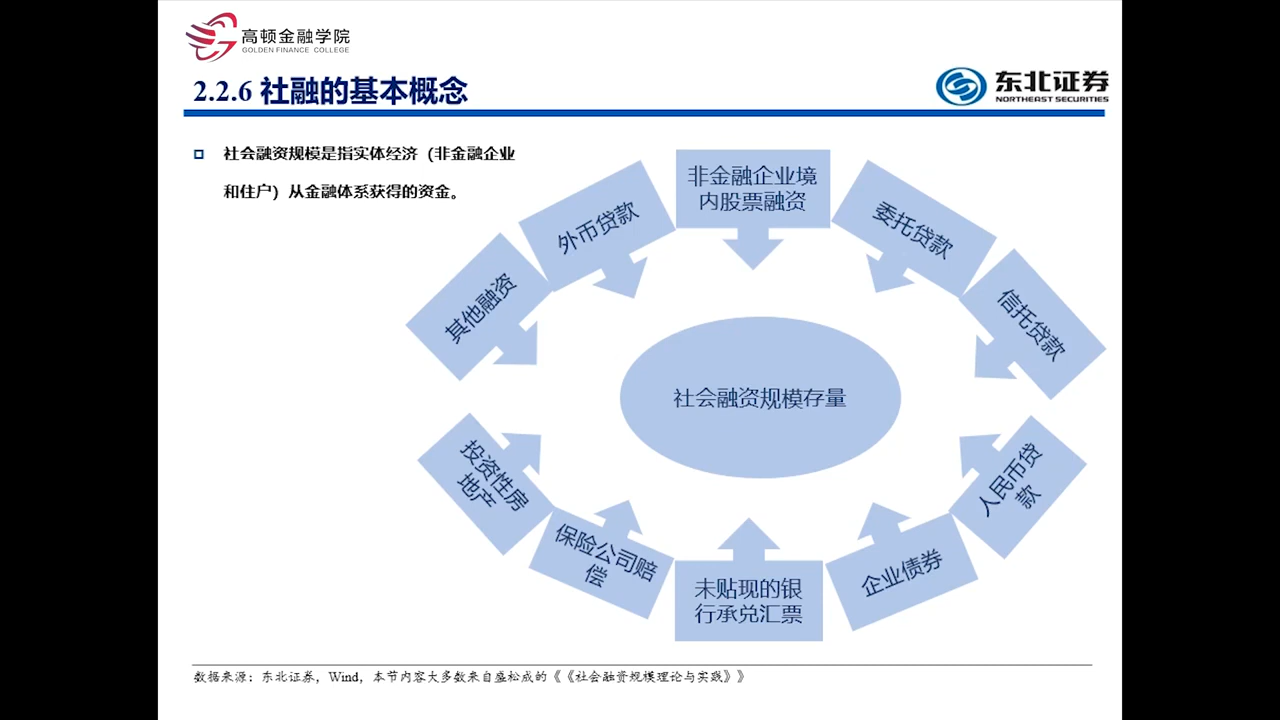 高顿金融学院
GOLDEN FINANCE COLLEGE
2.2.6 社融的基本概念
东北证券
NORTHEAST SECURITIES
社会融资规模是指实体经济（非金融企业
和住户）从金融体系获得的资金。
非金融企业境
内股票融资
委托贷款
信托贷款
人民币贷
款
企业债券
未贴现的银
行承兑汇票
保险公司赔
偿
投资性房
地产
其他融资
外币贷款
社会融资规模存量
数据来源：东北证券，Wind，本节内容大多数来自盛松成的《《社会融资规模理论与实践》》